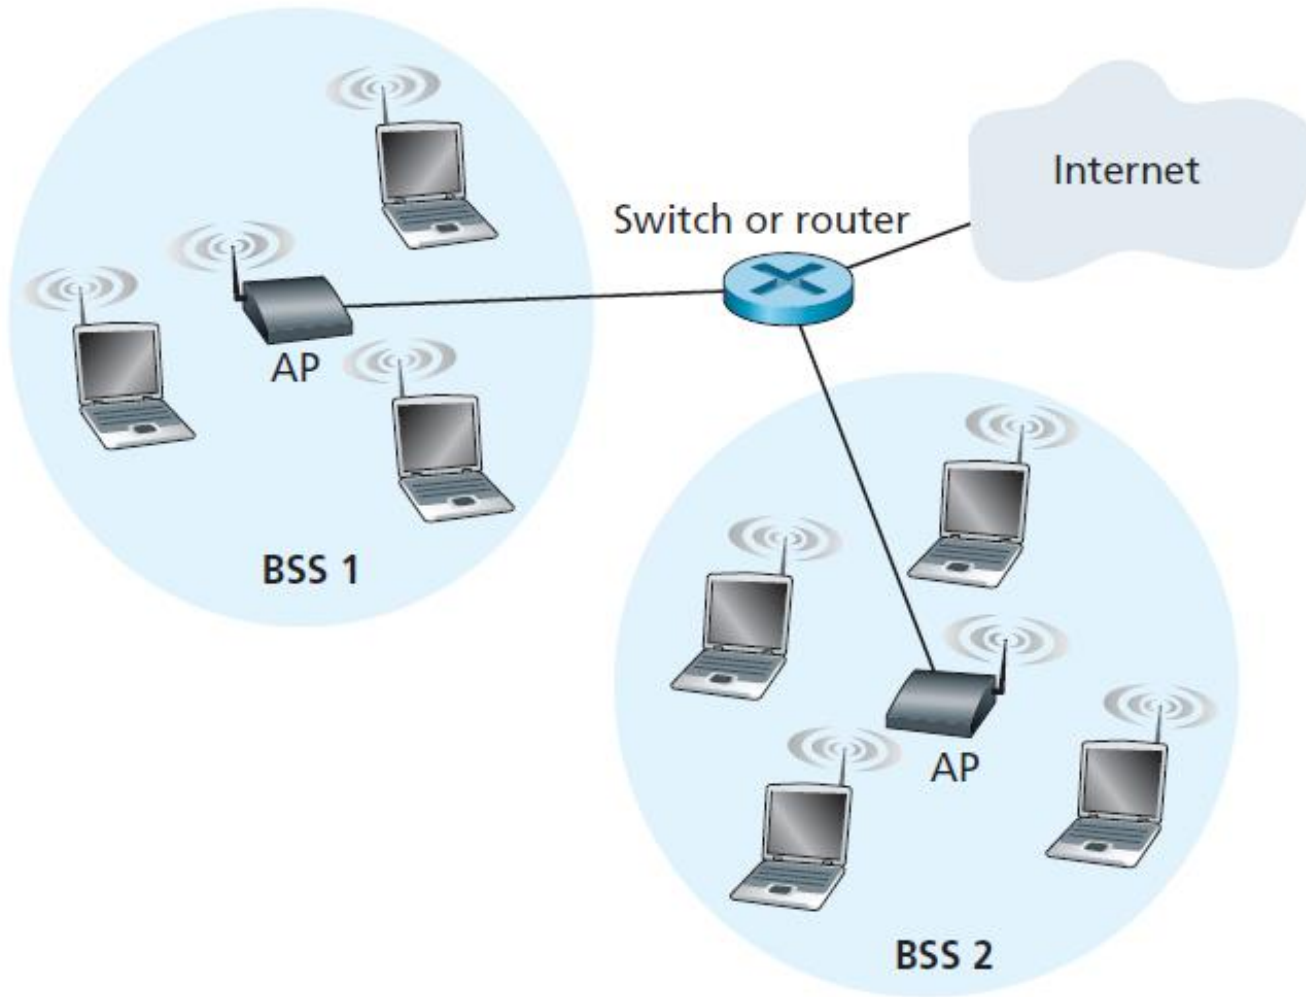 Internet
Switch or router
AP
BSS 1
AP
BSS 2